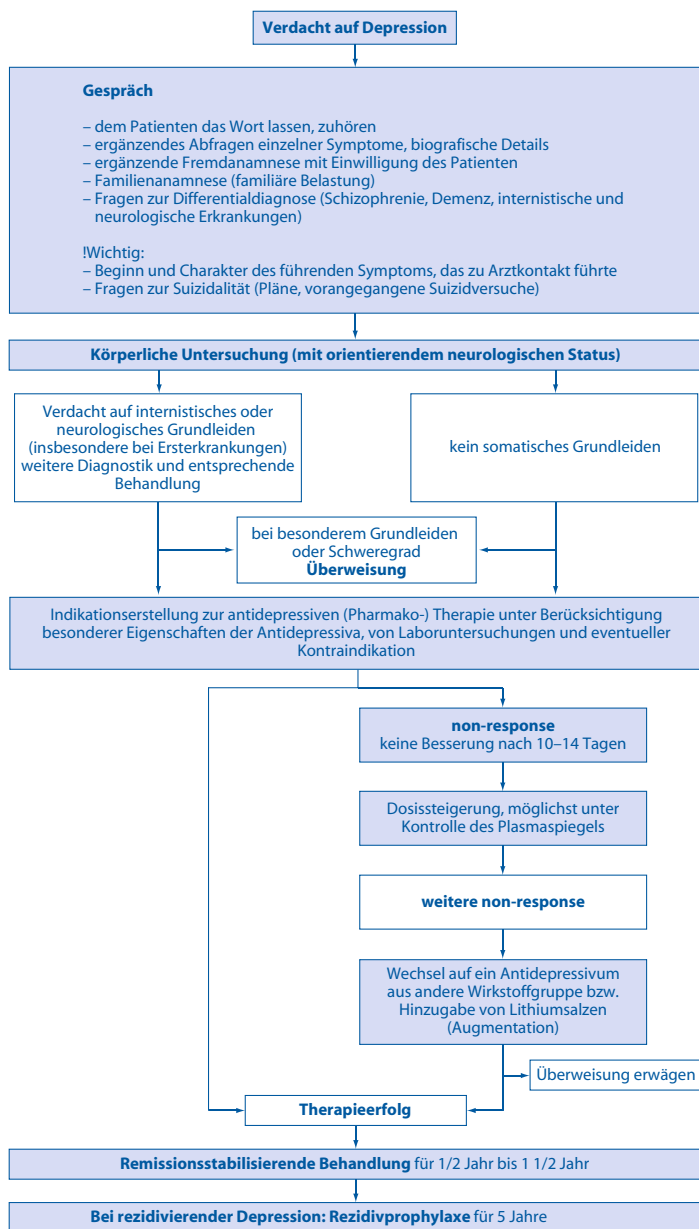 Verdacht auf Depression
Gespräch
– dem Patienten das Wort lassen, zuhören
– ergänzendes Abfragen einzelner Symptome, biografische Details
– ergänzende Fremdanamnese mit Einwilligung des Patienten
– Familienanamnese (familiäre Belastung)
– Fragen zur Differentialdiagnose (Schizophrenie, Demenz, internistische und
neurologische Erkrankungen)
!Wichtig:
– Beginn und Charakter des führenden Symptoms, das zu Arztkontakt führte
– Fragen zur Suizidalität (Pläne, vorangegangene Suizidversuche)
Körperliche Untersuchung (mit orientierendem neurologischen Status)
Verdacht auf internistisches oder
neurologisches Grundleiden
(insbesondere bei Ersterkrankungen)
weitere Diagnostik und entsprechende
Behandlung
kein somatisches Grundleiden
bei besonderem Grundleiden
oder Schweregrad
Überweisung
Indikationserstellung zur antidepressiven (Pharmako-) Therapie unter Berücksichtigung
besonderer Eigenschaften der Antidepressiva, von Laboruntersuchungen und eventueller
Kontraindikation
non-response
keine Besserung nach 10–14 Tagen
Dosissteigerung, möglichst unter
Kontrolle des Plasmaspiegels
weitere non-response
Wechsel auf ein Antidepressivum
aus andere Wirkstoffgruppe bzw.
Hinzugabe von Lithiumsalzen
(Augmentation)
Überweisung erwägen
Therapieerfolg
Remissionsstabilisierende Behandlung für 1/2 Jahr bis 1 1/2 Jahr
Bei rezidivierender Depression: Rezidivprophylaxe für 5 Jahre